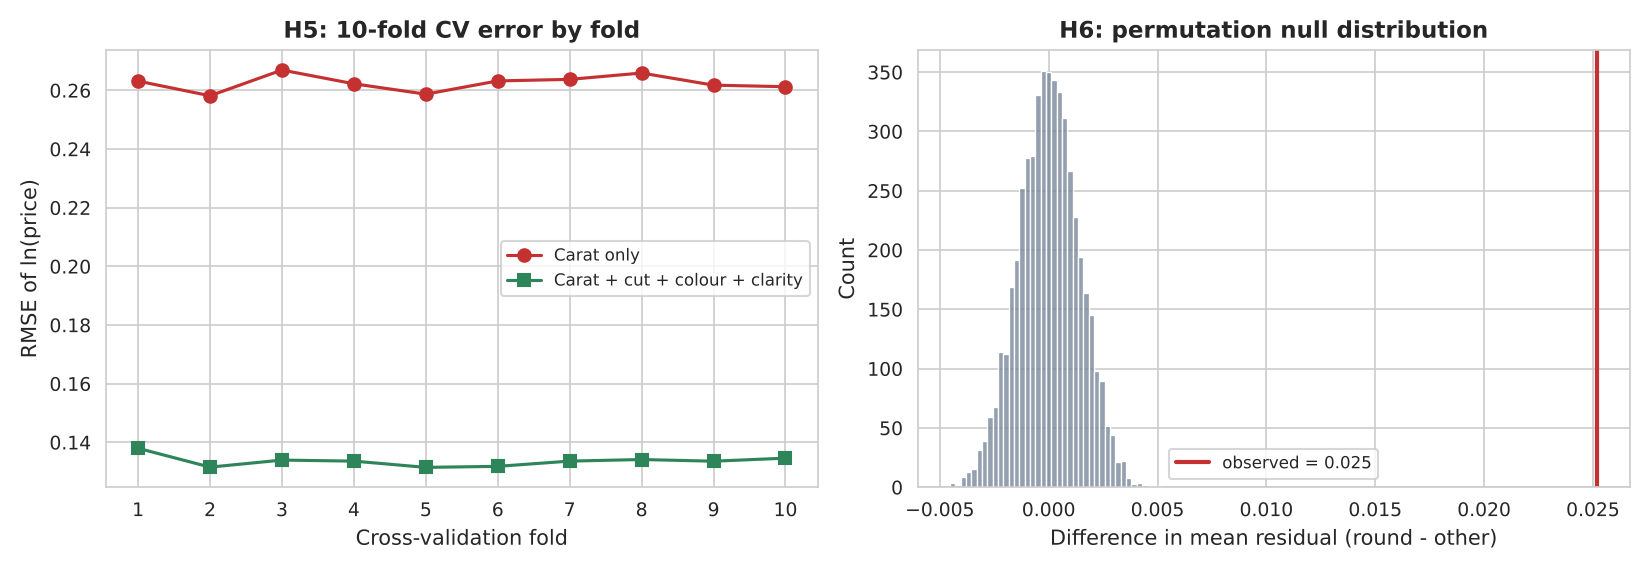 H5: 10-fold CV error by fold
RMSE of ln(price)
0.26
0.24
0.22
0.20
0.18
0.16
0.14
Carat only
Carat + cut + colour + clarity
1 2 3 4 5 6 7 8 9 10
Cross-validation fold
H6: permutation null distribution
Count
350
300
250
200
150
100
50
0
observed = 0.025
−0.005 0.000 0.005 0.010 0.015 0.020 0.025
Difference in mean residual (round - other)